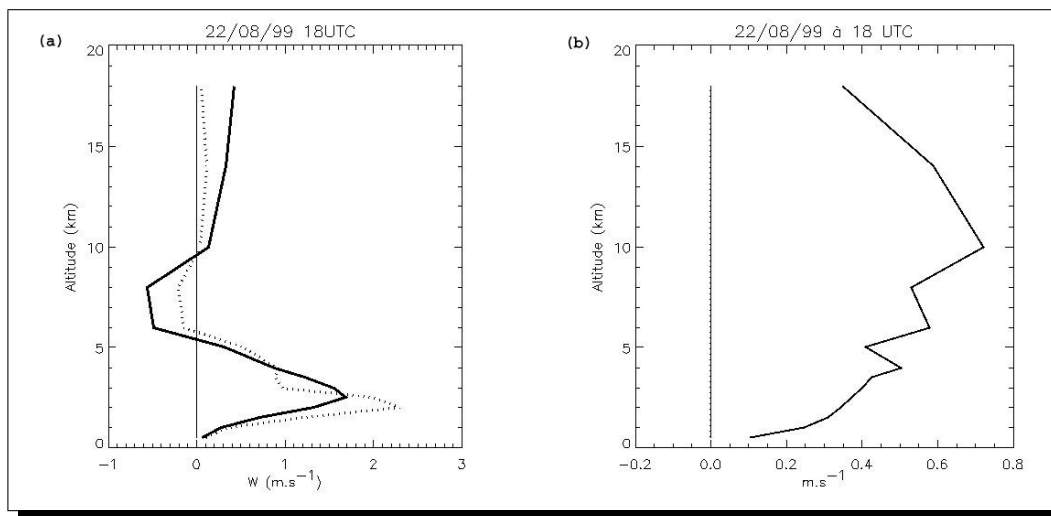 (a)
22/08/99 18UTC
20
15
10
5
0
Altitude (km)
-1 0 1 2 3
W (m.s⁻¹)
(b)
22/08/99 à 18 UTC
20
15
10
5
0
Altitude (km)
-0.2 0.0 0.2 0.4 0.6 0.8
m.s⁻¹